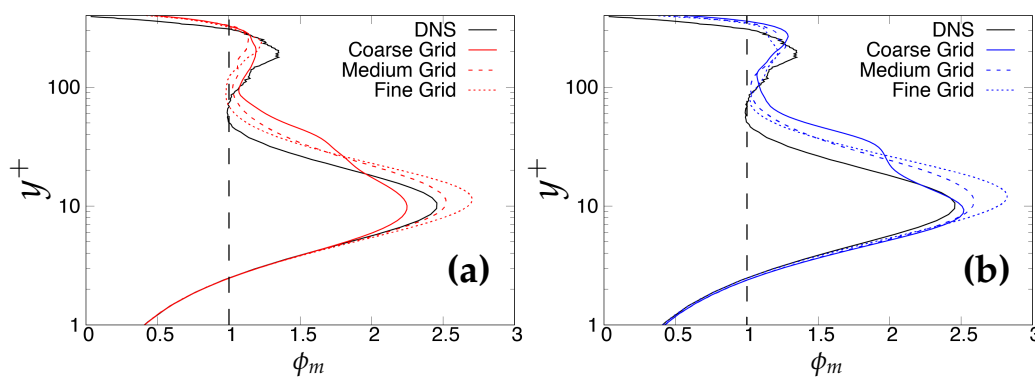 DNS
Coarse Grid
Medium Grid
Fine Grid
100
10
1
y+
(a)
0 0.5 1 1.5 2 2.5 3
ϕm
DNS
Coarse Grid
Medium Grid
Fine Grid
100
10
1
y+
(b)
0 0.5 1 1.5 2 2.5 3
ϕm